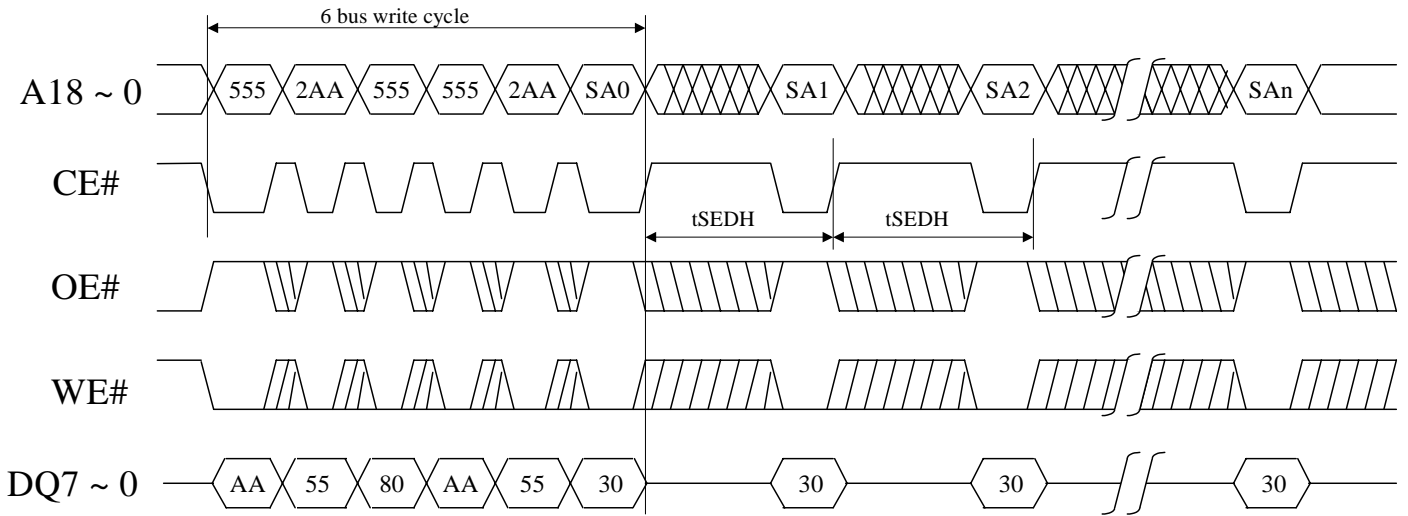 6 bus write cycle
A18 ~ 0 555 2AA 555 555 2AA SA0 SA1 SA2 SAn
CE#
tSEDH tSEDH
OE#
WE#
DQ7 ~ 0 AA 55 80 AA 55 30 30 30 30